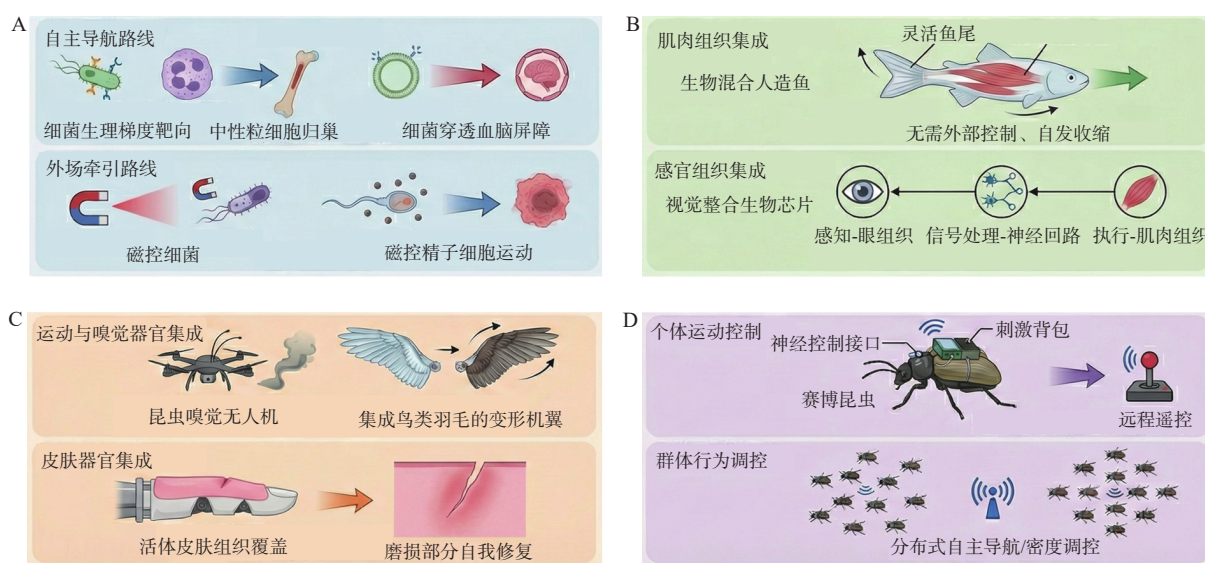 A
自主导航路线
细菌生理梯度靶向
中性粒细胞归巢
细菌穿透血脑屏障
外场牵引路线
磁控细菌
磁控精子细胞运动
B
肌肉组织集成
灵活鱼尾
生物混合人造鱼
无需外部控制、自发收缩
感官组织集成
视觉整合生物芯片
感知-眼组织
信号处理-神经回路
执行-肌肉组织
C
运动与嗅觉器官集成
昆虫嗅觉无人机
集成鸟类羽毛的变形机翼
皮肤器官集成
活体皮肤组织覆盖
磨损部分自我修复
D
个体运动控制
神经控制接口
刺激背包
赛博昆虫
远程遥控
群体行为调控
分布式自主导航/密度调控